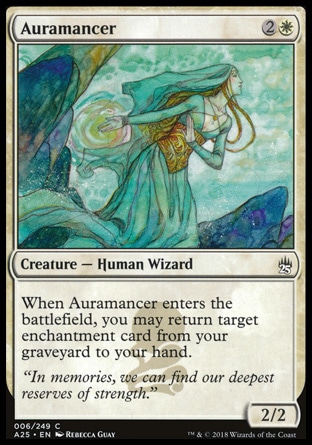 Auramancer 2
Creature — Human Wizard
25
When Auramancer enters the
battlefield, you may return target
enchantment card from your
graveyard to your hand.
“In memories, we can find our deepest
reserves of strength.”
2/2
006/249 C
A25 • EN Rebecca Guay
™ & © 2018 Wizards of the Coast